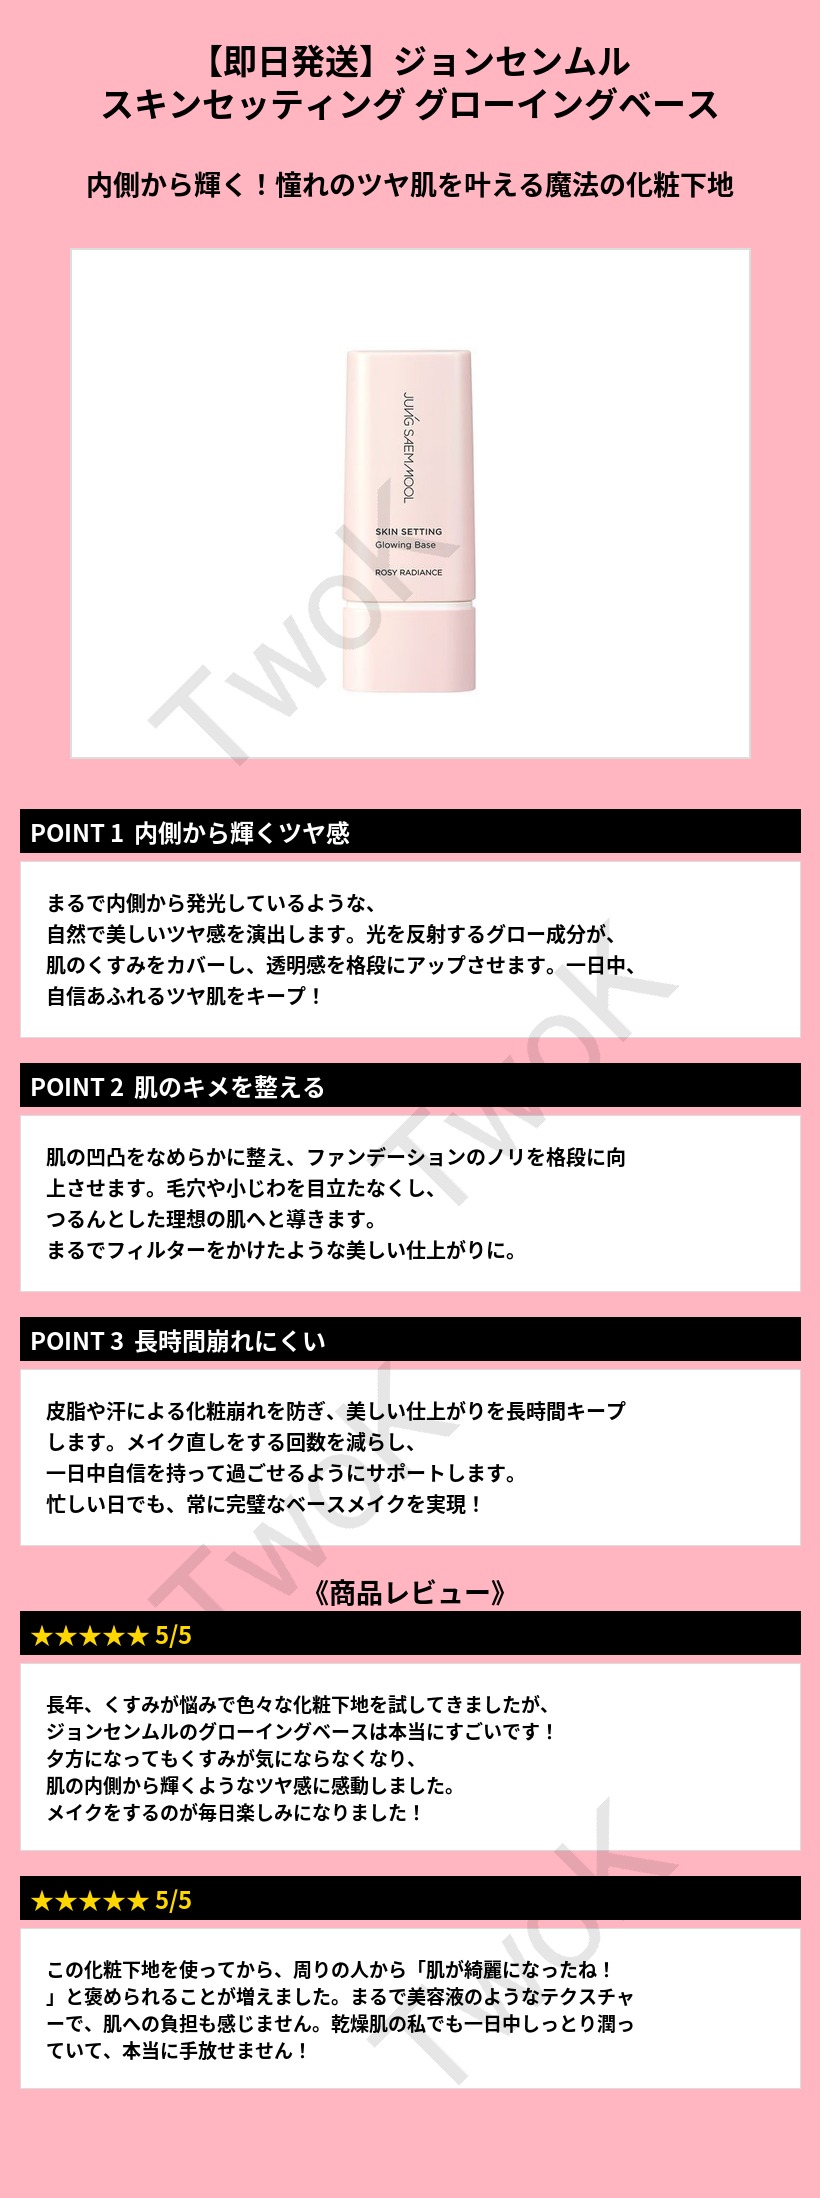 【即日発送】ジョンセンムル
スキンセッティング グローイングベース
内側から輝く！憧れのツヤ肌を叶える魔法の化粧下地
JUNG SAEM MOOL
SKIN SETTING
Glowing Base
ROSY RADIANCE
TwoK
POINT 1 内側から輝くツヤ感
まるで内側から発光しているような、
自然で美しいツヤ感を演出します。光を反射するグロー成分が、
肌のくすみをカバーし、透明感を格段にアップさせます。一日中、
自信あふれるツヤ肌をキープ！
TwoK
POINT 2 肌のキメを整える
肌の凹凸をなめらかに整え、ファンデーションのノリを格段に向
上させます。毛穴や小じわを目立たなくし、
つるんとした理想の肌へと導きます。
まるでフィルターをかけたような美しい仕上がりに。
POINT 3 長時間崩れにくい
皮脂や汗による化粧崩れを防ぎ、美しい仕上がりを長時間キープ
します。メイク直しをする回数を減らし、
一日中自信を持って過ごせるようにサポートします。
忙しい日でも、常に完璧なベースメイクを実現！
TwoK
《商品レビュー》
★★★★★ 5/5
長年、くすみが悩みで色々な化粧下地を試してきましたが、
ジョンセンムルのグローイングベースは本当にすごいです！
夕方になってもくすみが気にならなくなり、
肌の内側から輝くようなツヤ感に感動しました。
メイクをするのが毎日楽しみになりました！
★★★★★ 5/5
この化粧下地を使ってから、周りの人から「肌が綺麗になったね！
」と褒められることが増えました。まるで美容液のようなテクスチャ
ーで、肌への負担も感じません。乾燥肌の私でも一日中しっとり潤っ
ていて、本当に手放せません！
TwoK